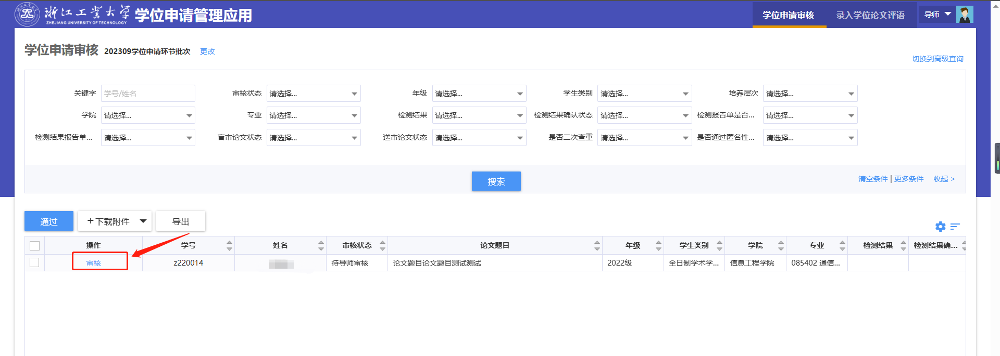 浙江工业大学 学位申请管理应用 学位申请审核 录入学位论文评语 导师
ZHEJIANG UNIVERSITY OF TECHNOLOGY
学位申请审核 202309学位申请环节批次 更改
切换到高级查询
关键字 学号/姓名 审核状态 请选择... 年级 请选择... 学生类别 请选择... 培养层次 请选择...
学院 请选择... 专业 请选择... 检测结果 请选择... 检测结果确认状态 请选择... 检测报告单是否... 请选择...
检测结果报告单... 请选择... 盲审论文状态 请选择... 送审论文状态 请选择... 是否二次查重 请选择... 是否通过匿名性... 请选择...
搜索 清空条件 | 更多条件 收起 >
通过 +下载附件 导出
操作 学号 姓名 审核状态 论文题目 年级 学生类别 学院 专业 检测结果 检测结果确...
审核 z220014 待导师审核 论文题目论文题目测试测试 2022级 全日制学术学... 信息工程学院 085402 通信...